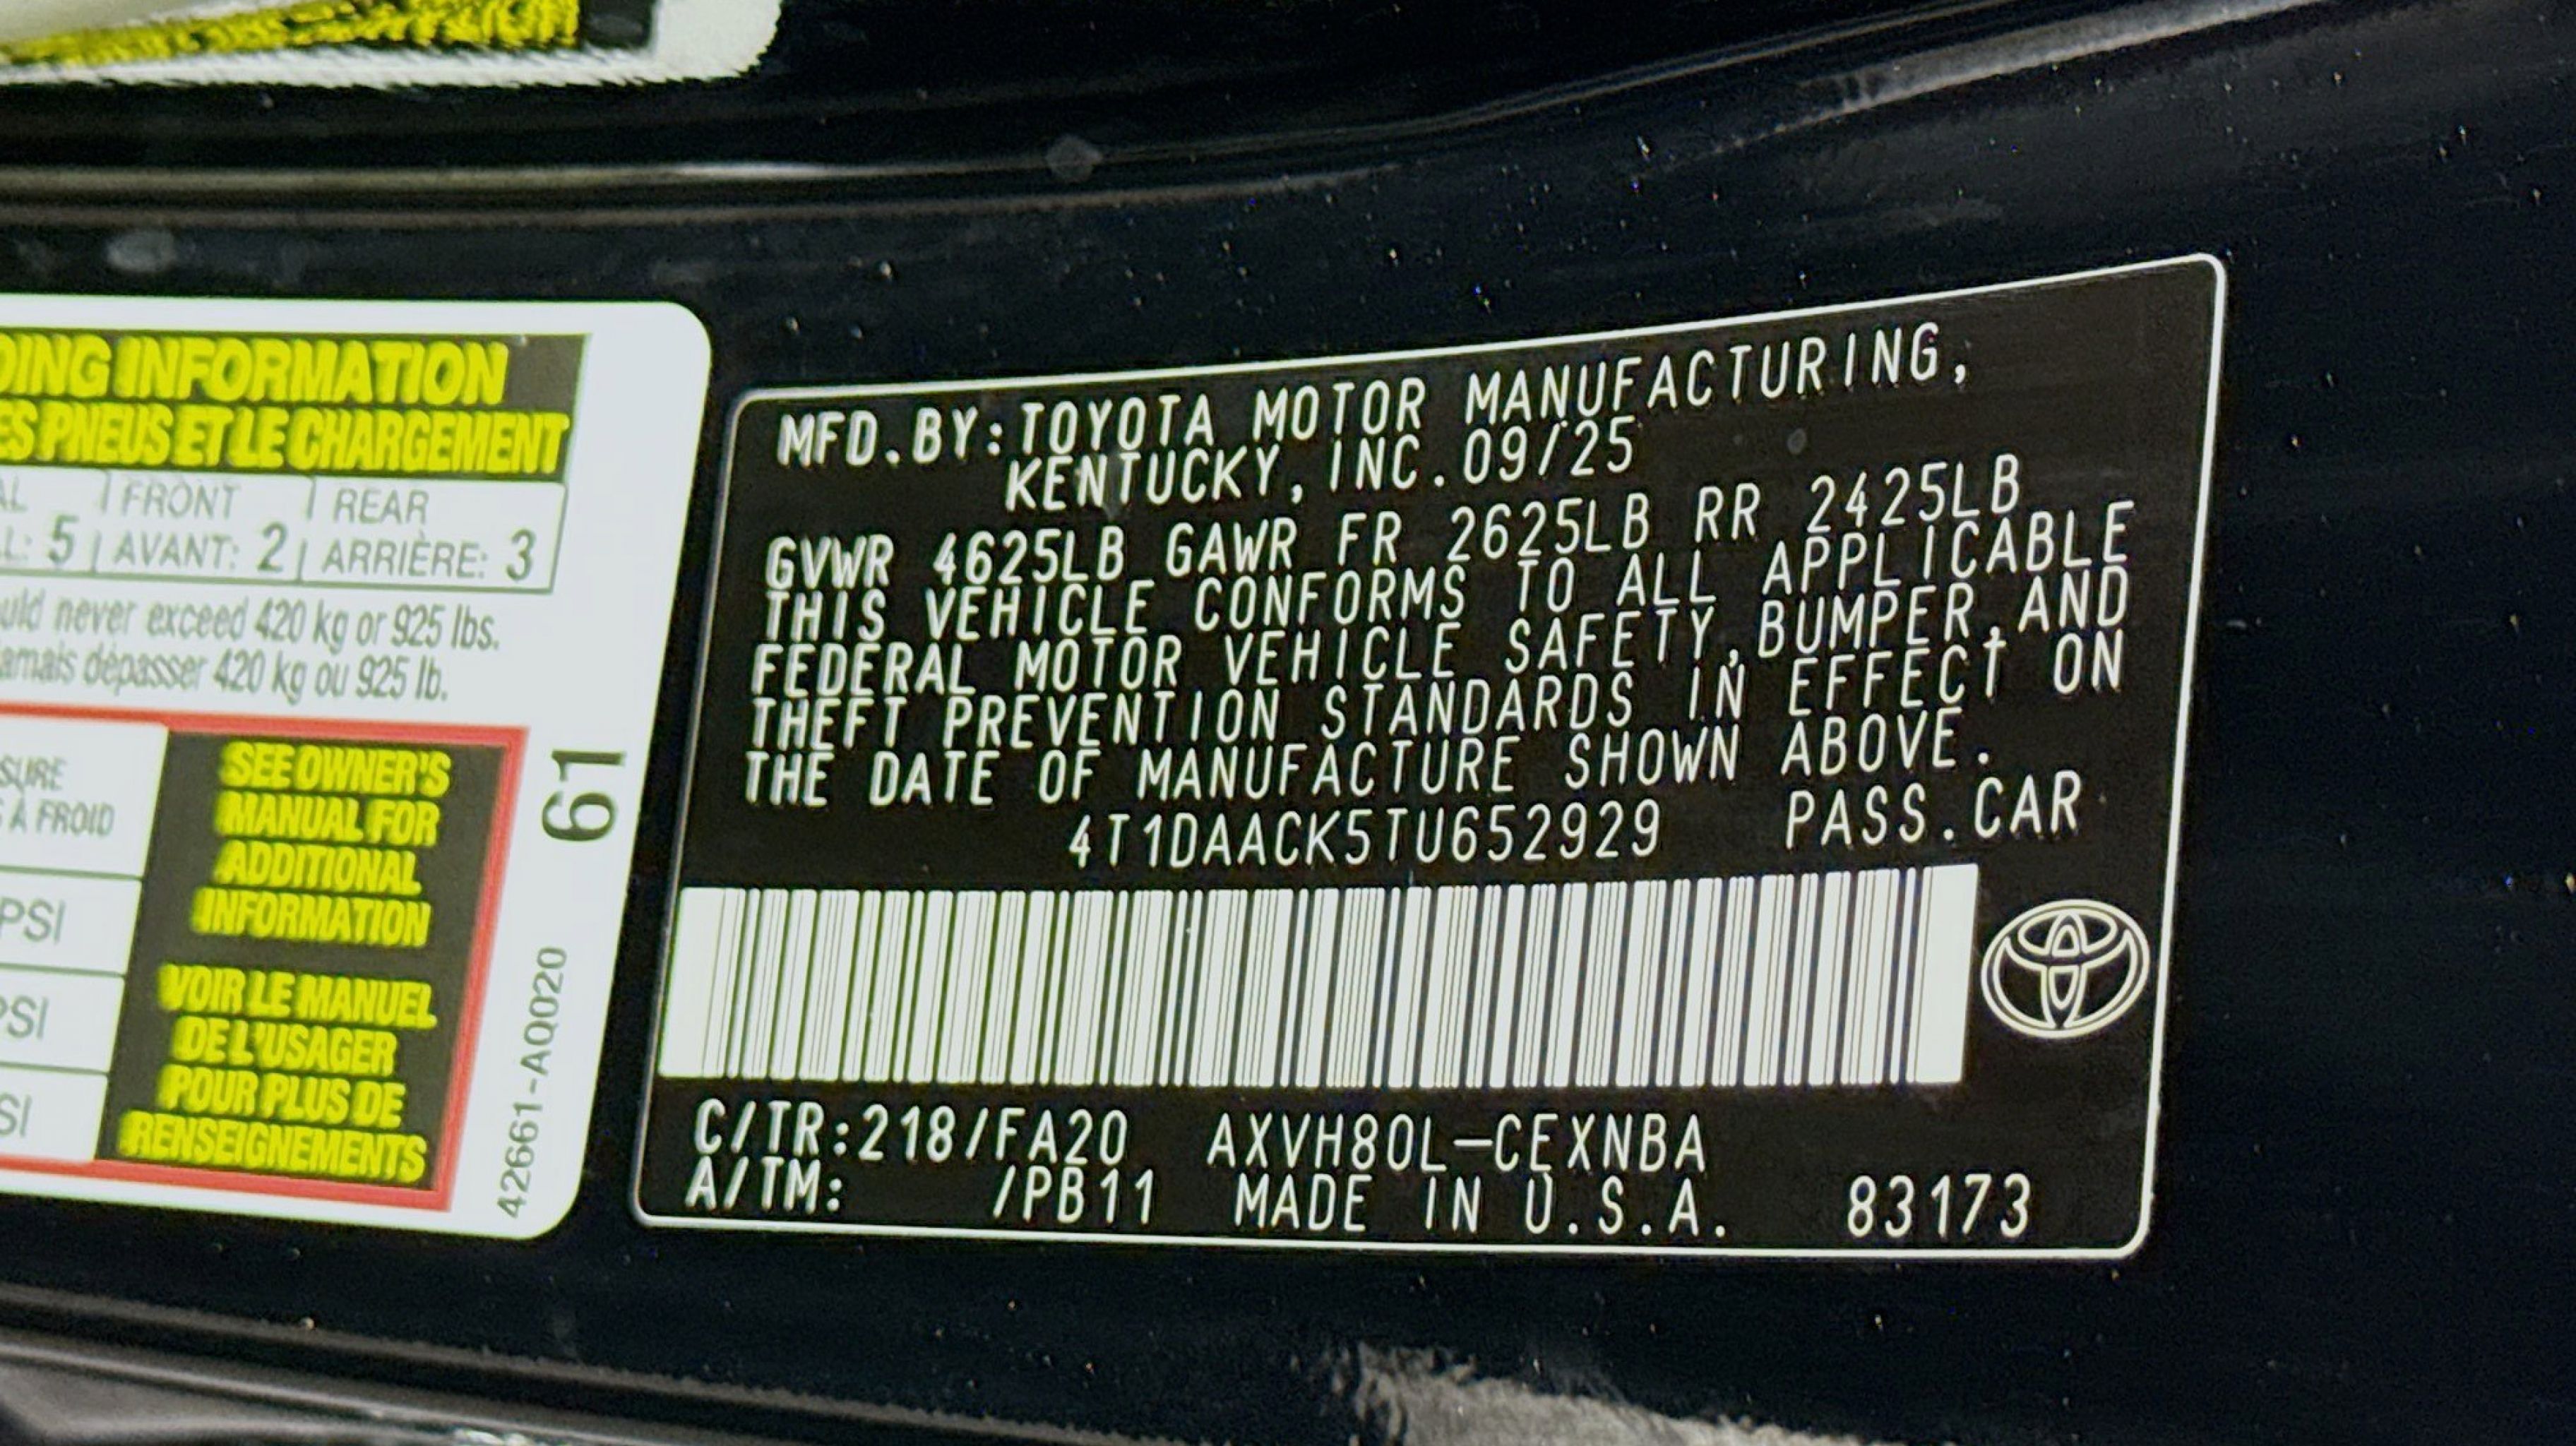 DING INFORMATION
ES PNEUS ET LE CHARGEMENT
FRONT REAR
5 AVANT: 2 ARRIÈRE: 3
never exceed 420 kg or 925 lbs.
dépasser 420 kg ou 925 lb.
À FROID
PSI
SEE OWNER'S
MANUAL FOR
ADDITIONAL
INFORMATION
VOIR LE MANUEL
DE L'USAGER
POUR PLUS DE
RENSEIGNEMENTS
61
42661-AQ020
MFD.BY:TOYOTA MOTOR MANUFACTURING,
KENTUCKY, INC.09/25
GVWR 4625LB GAWR FR 2625LB RR 2425LB
THIS VEHICLE CONFORMS TO ALL APPLICABLE
FEDERAL MOTOR VEHICLE SAFETY,BUMPER,AND
THEFT PREVENTION STANDARDS IN EFFECT ON
THE DATE OF MANUFACTURE SHOWN ABOVE.
4T1DAACK5TU652929 PASS.CAR
C/TR:218/FA20 AXVH80L-CEXNBA
A/TM: /PB11 MADE IN U.S.A. 83173